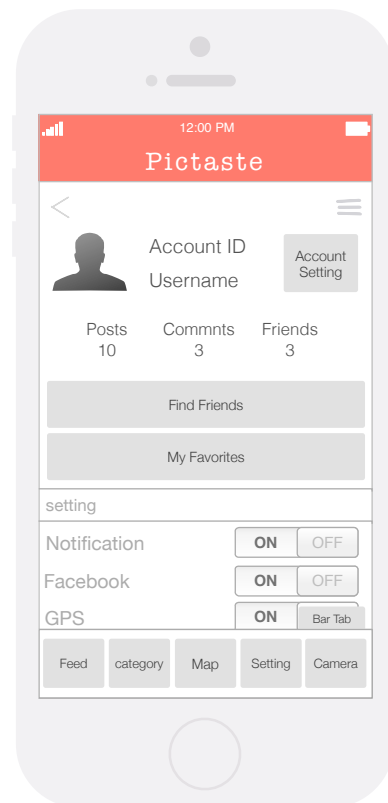 12:00 PM
Pictaste
Account ID
Username
Account Setting
Posts Commnts Friends
10 3 3
Find Friends
My Favorites
setting
Notification ON OFF
Facebook ON OFF
GPS ON Bar Tab
Feed category Map Setting Camera